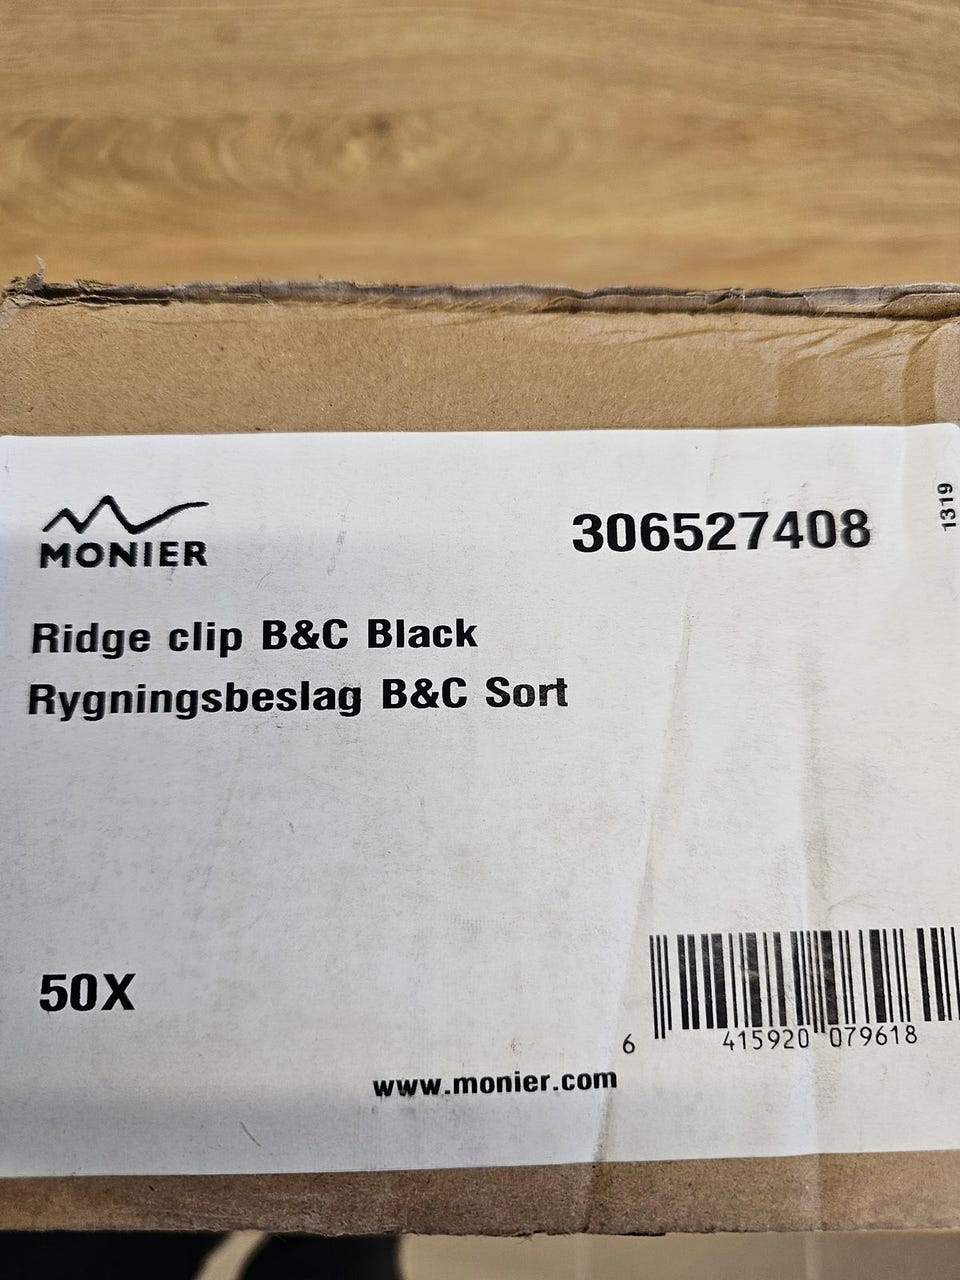 MONIER
306527408
1319
Ridge clip B&C Black
Rygningsbeslag B&C Sort
50X
6 415920 079618
www.monier.com